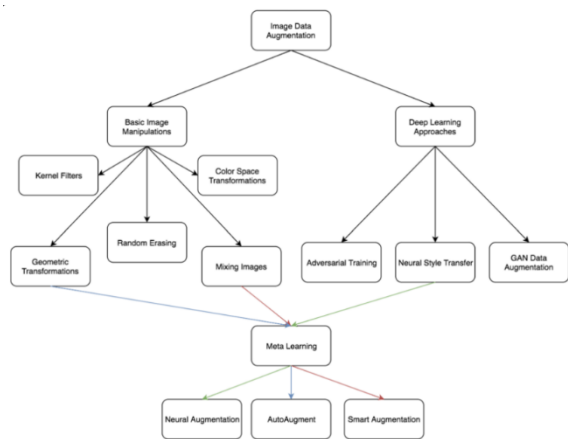 Image Data
Augmentation
Basic Image
Manipulations
Deep Learning
Approaches
Kernel Filters
Color Space
Transformations
Geometric
Transformations
Random Erasing
Mixing Images
Adversarial Training
Neural Style Transfer
GAN Data
Augmentation
Meta Learning
Neural Augmentation
AutoAugment
Smart Augmentation